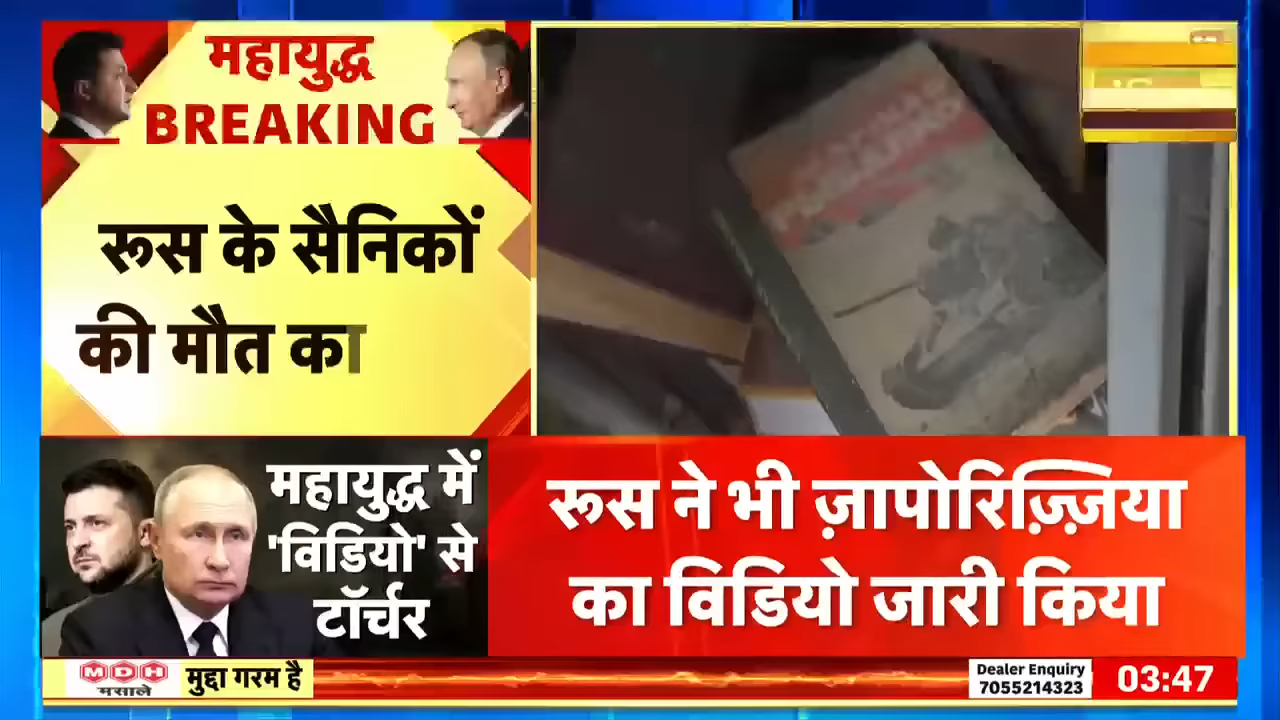 महायुद्ध
BREAKING
रूस के सैनिकों
की मौत का
महायुद्ध में
'विडियो' से
टॉर्चर
रूस ने भी ज़ापोरिज़्ज़िया
का विडियो जारी किया
MDH
मसाले
मुद्दा गरम है
Dealer Enquiry
7055214323
03:47